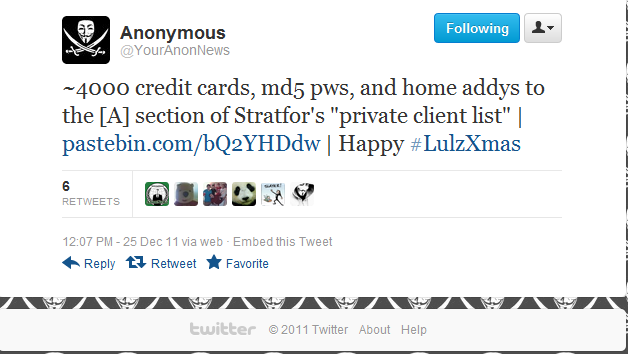 Anonymous
@YourAnonNews
Following
~4000 credit cards, md5 pws, and home addys to
the [A] section of Stratfor's "private client list" |
pastebin.com/bQ2YHDdw | Happy #LulzXmas
6
RETWEETS
12:07 PM - 25 Dec 11 via web · Embed this Tweet
Reply Retweet Favorite
twitter © 2011 Twitter About Help